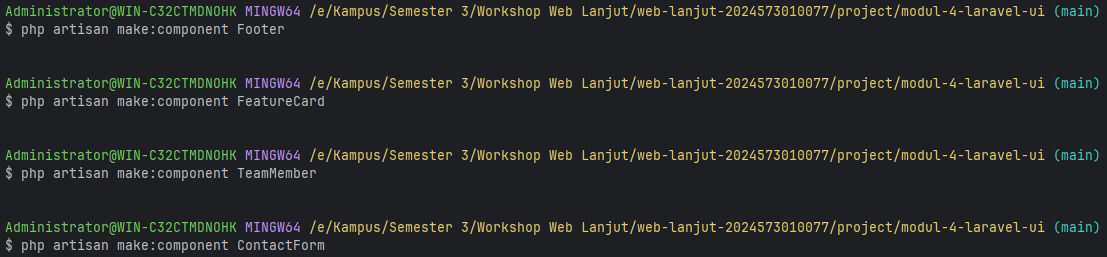 Administrator@WIN-C32CTMDNOHK MINGW64 /e/Kampus/Semester 3/Workshop Web Lanjut/web-lanjut-2024573010077/project/modul-4-laravel-ui (main)
$ php artisan make:component Footer
Administrator@WIN-C32CTMDNOHK MINGW64 /e/Kampus/Semester 3/Workshop Web Lanjut/web-lanjut-2024573010077/project/modul-4-laravel-ui (main)
$ php artisan make:component FeatureCard
Administrator@WIN-C32CTMDNOHK MINGW64 /e/Kampus/Semester 3/Workshop Web Lanjut/web-lanjut-2024573010077/project/modul-4-laravel-ui (main)
$ php artisan make:component TeamMember
Administrator@WIN-C32CTMDNOHK MINGW64 /e/Kampus/Semester 3/Workshop Web Lanjut/web-lanjut-2024573010077/project/modul-4-laravel-ui (main)
$ php artisan make:component ContactForm